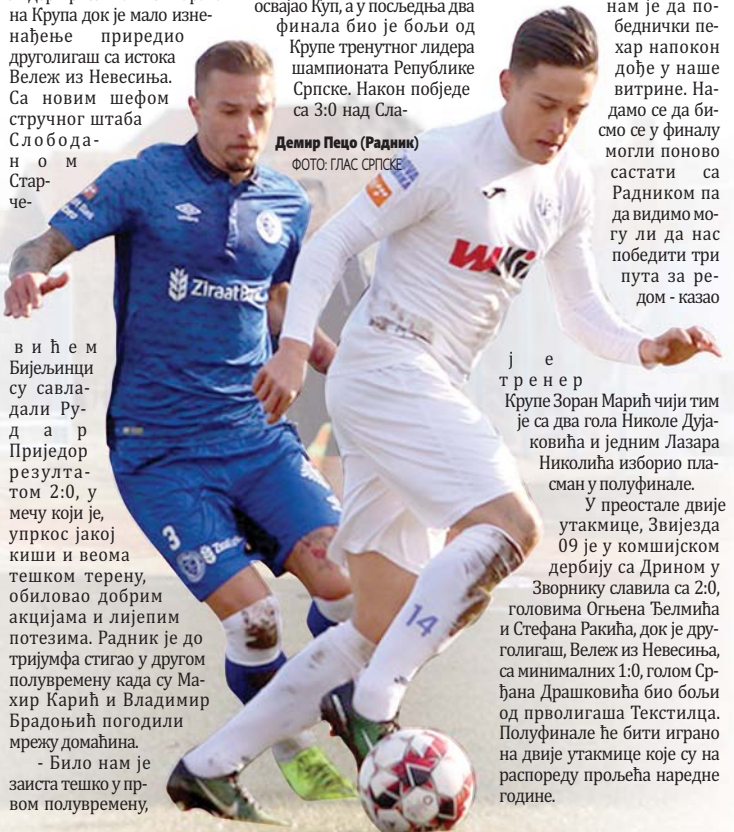 на Крупа док је мало изне-
нађење приредио
друголигаш са истока
Вележ из Невесиња.
Са новим шефом
стручног штаба
Слобода-
ном
Стар-
че-
вићем
Бијељинци
су савла-
дали Ру-
дар
Приједор
резулта-
том 2:0, у
мечу који је,
упркос јакој
киши и веома
тешком терену,
обиловао добрим
акцијама и лијепим
потезима. Радник је до
тријумфа стигао у другом
полувремену када су Ма-
хир Карић и Владимир
Брадоњић погодили
мрежу домаћина.
- Било нам је
заиста тешко у пр-
вом полувремену,
освајао Куп, а у посљедња два
финала био је бољи од
Крупе тренутног лидера
шампионата Републике
Српске. Након побједе
са 3:0 над Сла-
Демир Пецо (Радник)
ФОТО: ГЛАС СРПСКЕ
нам је да по-
беднички пе-
хар напокон
дође у наше
витрине. На-
дамо се да би-
смо се у финалу
могли поново
састати са
Радником па
да видимо мо-
гу ли да нас
победити три
пута за ре-
дом - казао
је
тренер
Крупе Зоран Марић чији тим
је са два гола Николе Дуја-
ковића и једним Лазара
Николића изборио пла-
сман у полуфинале.
У преостале двије
утакмице, Звијезда
09 је у комшијском
дербију са Дрином у
Зворнику славила са 2:0,
головима Огњена Ђелмића
и Стефана Ракића, док је дру-
голигаш, Вележ из Невесиња,
са минималних 1:0, голом Ср-
ђана Драшковића био бољи
од прволигаша Текстилца.
Полуфинале ће бити играно
на двије утакмице које су на
распореду прољећа наредне
године.
umbro
Ziraat
3
14